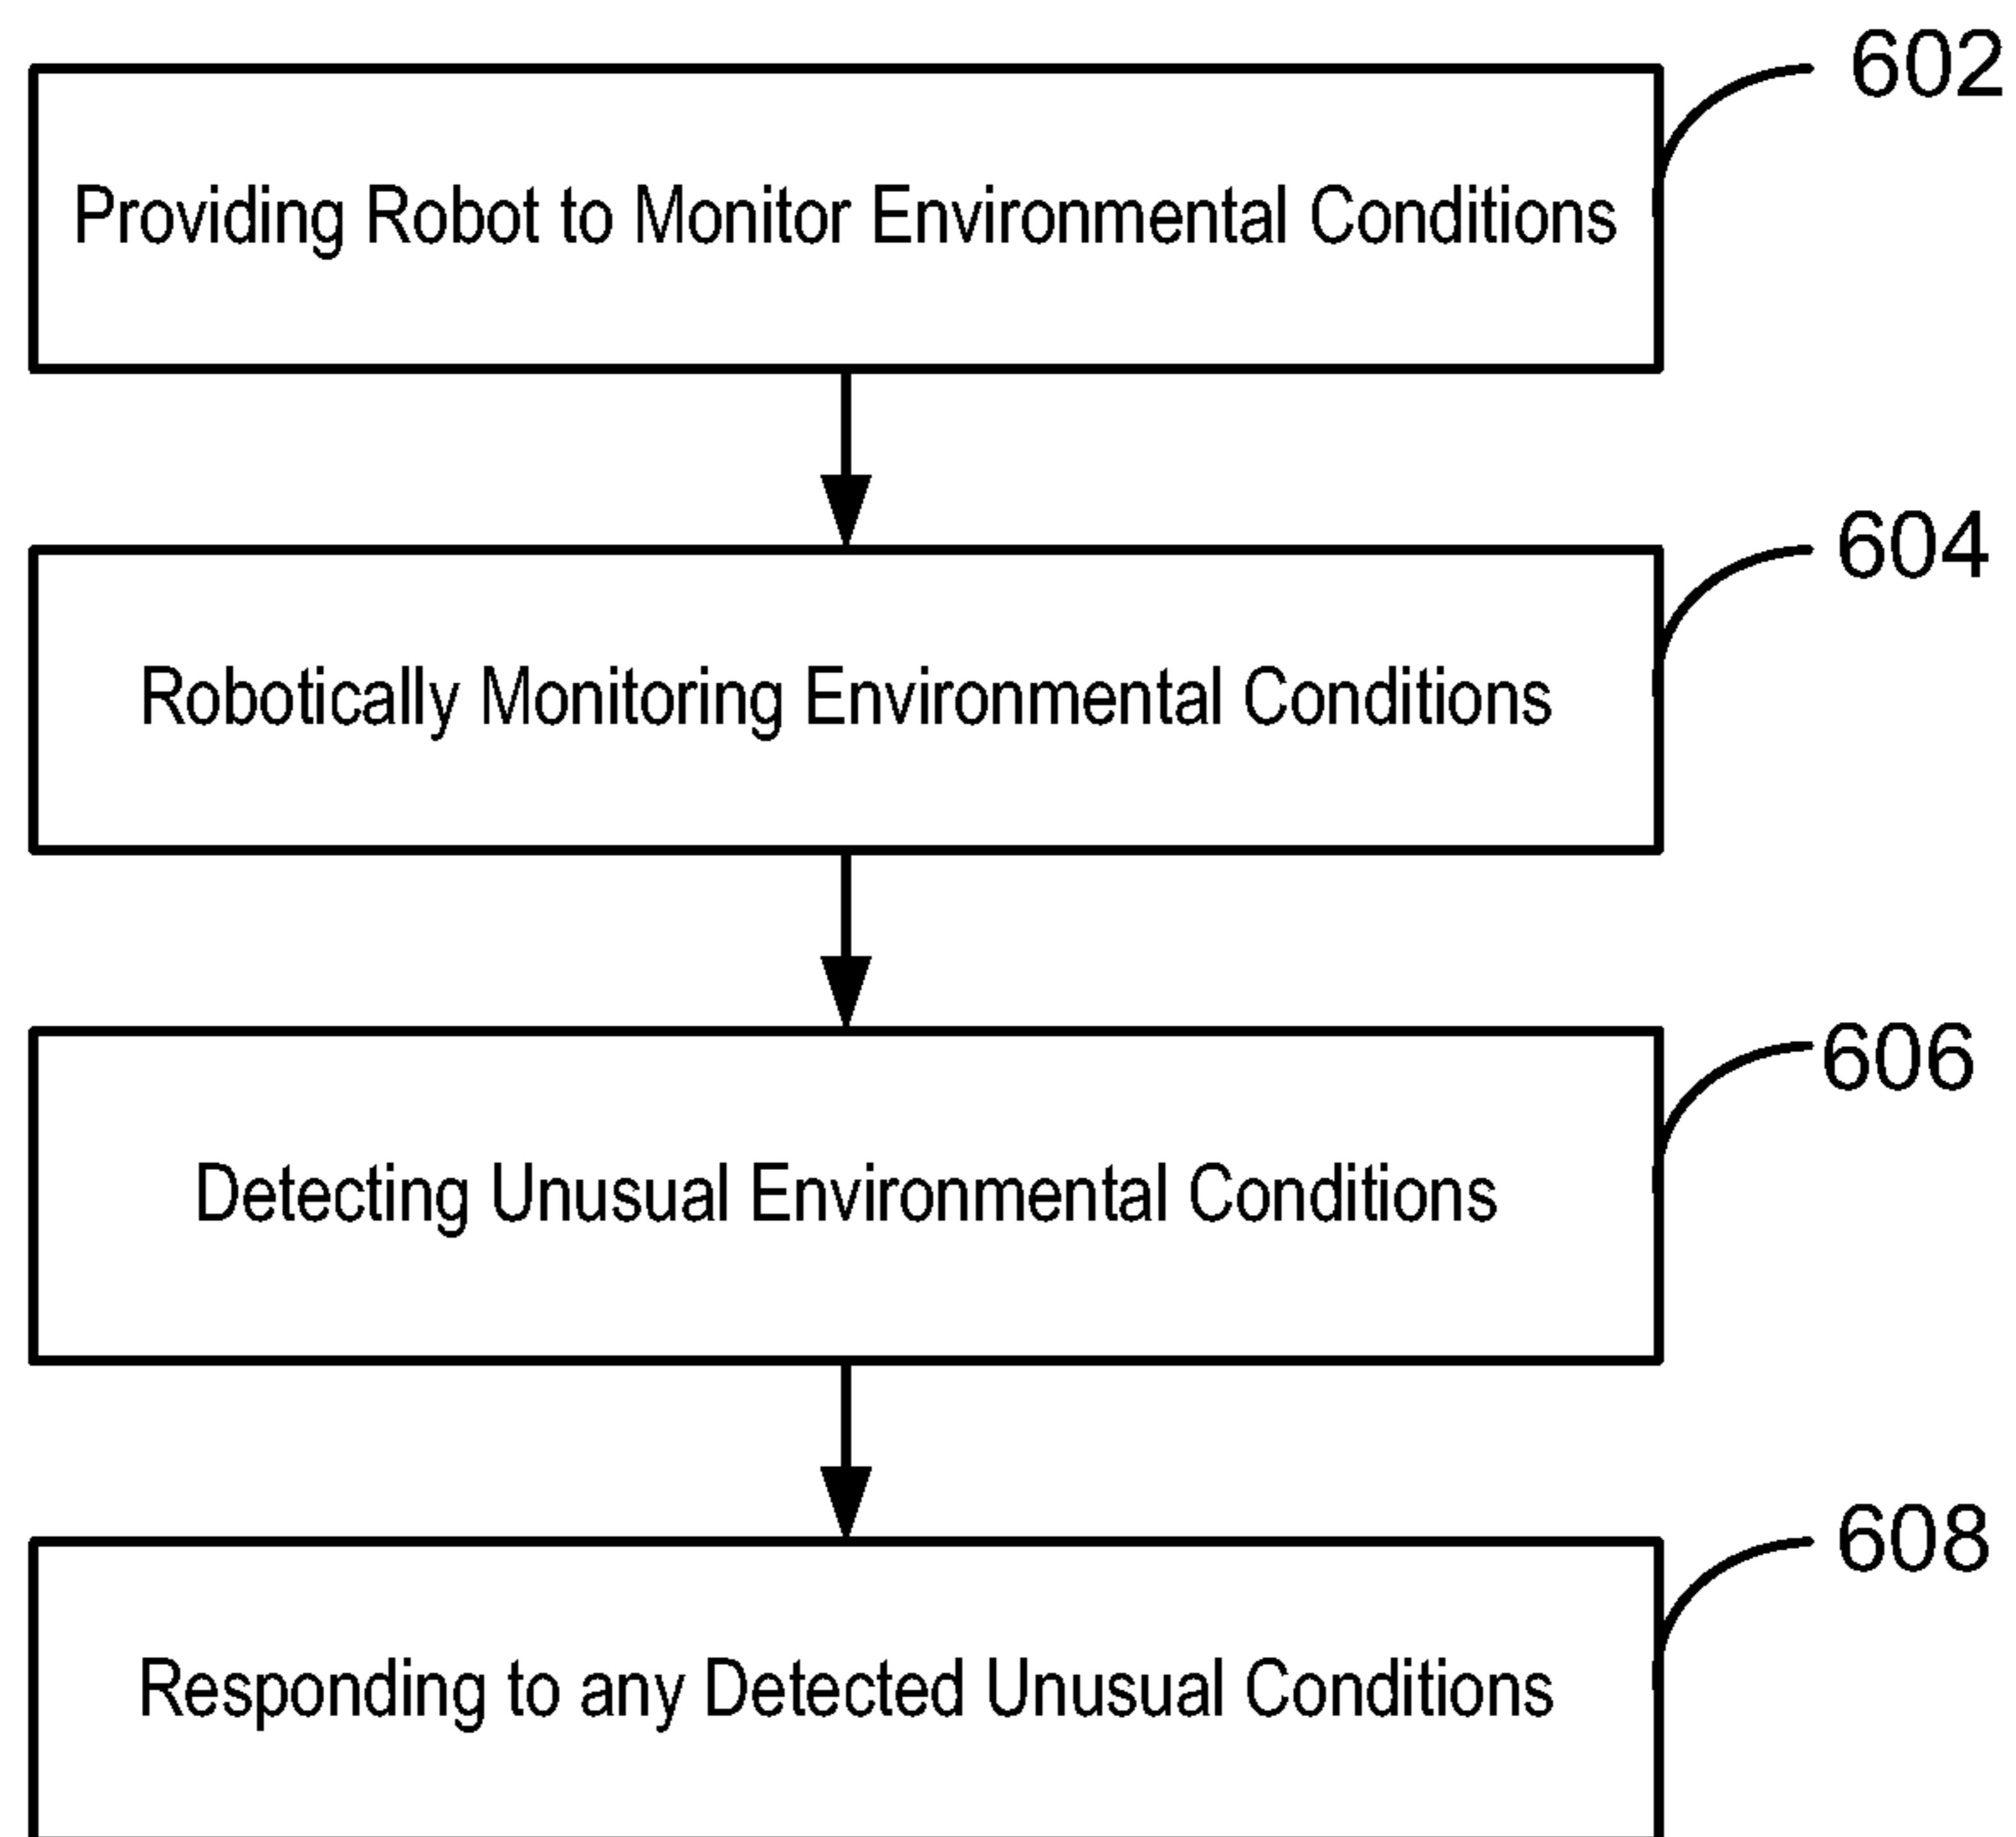 602
Providing Robot to Monitor Environmental Conditions
604
Robotically Monitoring Environmental Conditions
606
Detecting Unusual Environmental Conditions
608
Responding to any Detected Unusual Conditions